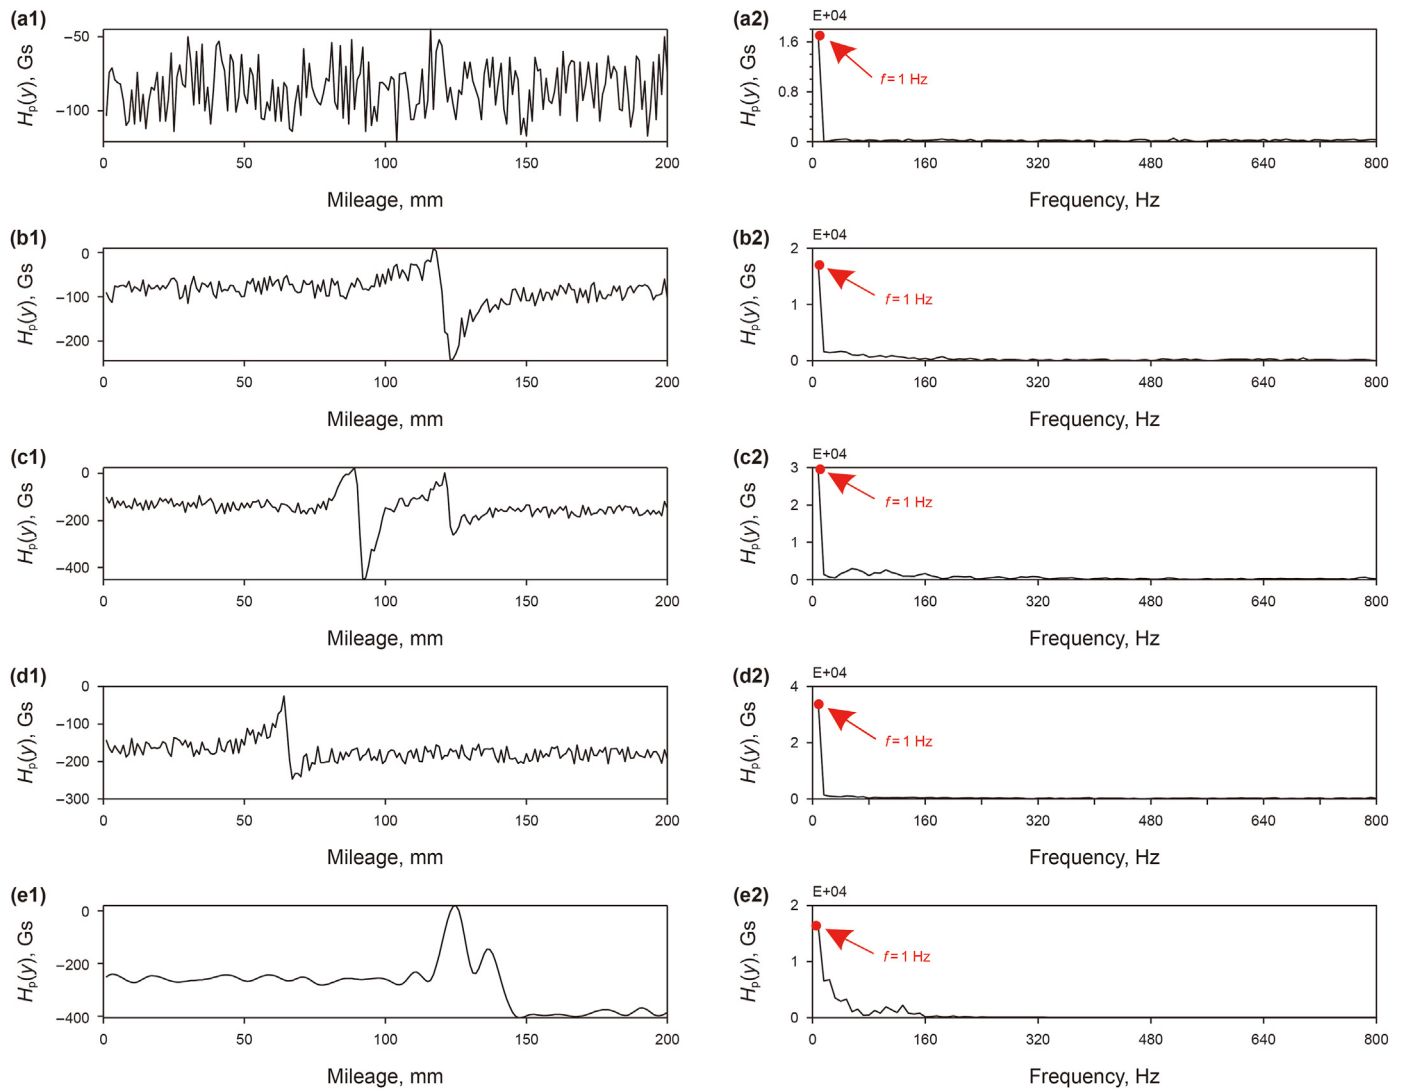 (a1)
−50
−100
Hp(y), Gs
0 50 100 150 200
Mileage, mm
(a2)
E+04
1.6
0.8
0
Hp(y), Gs
f = 1 Hz
0 160 320 480 640 800
Frequency, Hz
(b1)
0
−100
−200
Hp(y), Gs
0 50 100 150 200
Mileage, mm
(b2)
E+04
2
1
0
Hp(y), Gs
f = 1 Hz
0 160 320 480 640 800
Frequency, Hz
(c1)
0
−200
−400
Hp(y), Gs
0 50 100 150 200
Mileage, mm
(c2)
E+04
3
2
1
0
Hp(y), Gs
f = 1 Hz
0 160 320 480 640 800
Frequency, Hz
(d1)
0
−100
−200
−300
Hp(y), Gs
0 50 100 150 200
Mileage, mm
(d2)
E+04
4
2
0
Hp(y), Gs
f = 1 Hz
0 160 320 480 640 800
Frequency, Hz
(e1)
0
−200
−400
Hp(y), Gs
0 50 100 150 200
Mileage, mm
(e2)
E+04
2
1
0
Hp(y), Gs
f = 1 Hz
0 160 320 480 640 800
Frequency, Hz